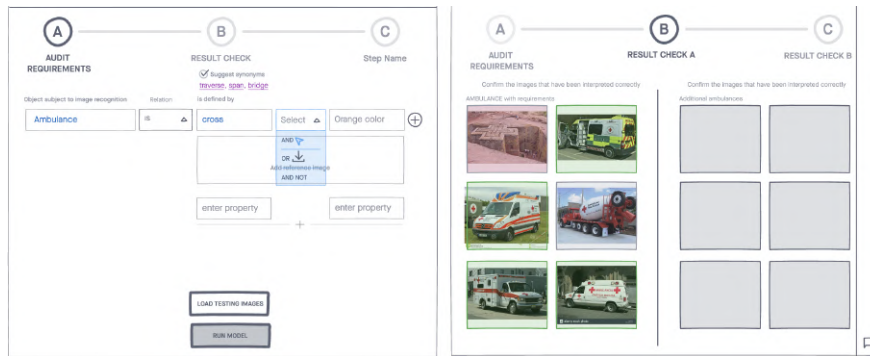 A
B
C
AUDIT
REQUIREMENTS
RESULT CHECK
Step Name
Suggest synonyms
traverse, span, bridge
Object subject to image recognition
Relation
is defined by
Ambulance
is
cross
Select
Orange color
AND
OR
Add reference image
AND NOT
enter property
enter property
LOAD TESTING IMAGES
RUN MODEL
A
B
C
AUDIT
REQUIREMENTS
RESULT CHECK A
RESULT CHECK B
Confirm the images that have been interpreted correctly
Confirm the images that have been interpreted correctly
AMBULANCE with requirements
Additional ambulances